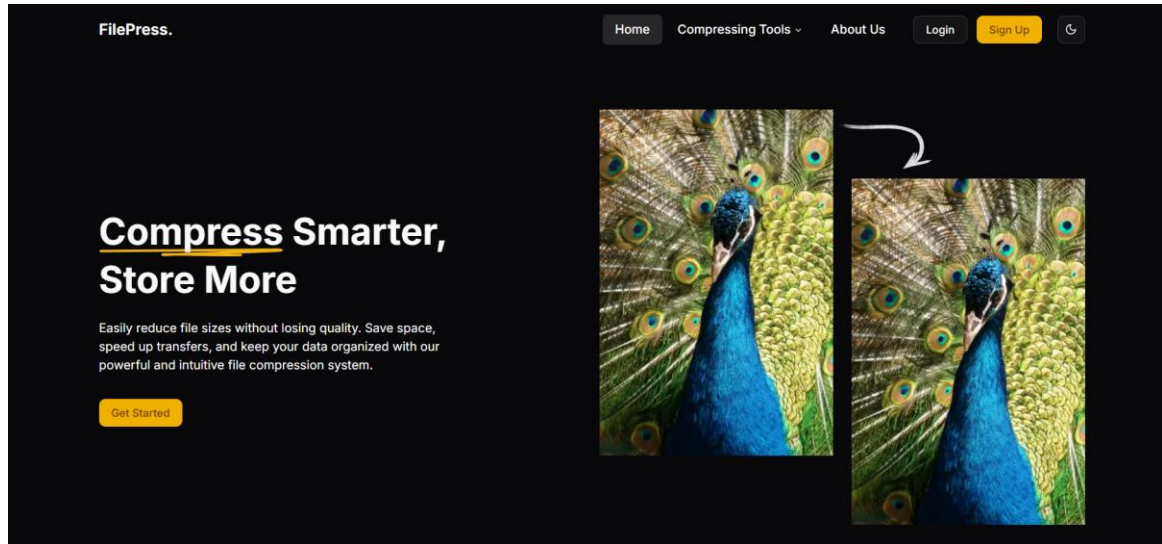 FilePress.
Home
Compressing Tools
About Us
Login
Sign Up
Compress Smarter,
Store More
Easily reduce file sizes without losing quality. Save space,
speed up transfers, and keep your data organized with our
powerful and intuitive file compression system.
Get Started